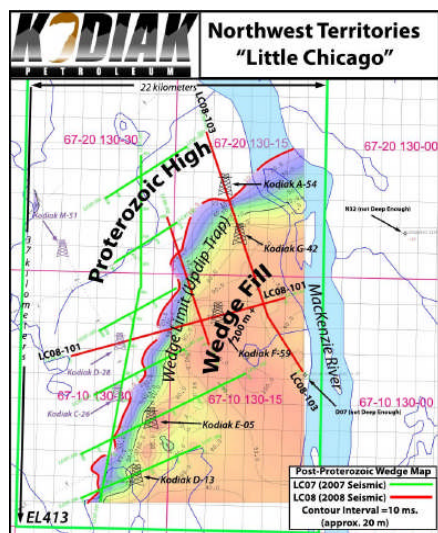 KODIAK
PETROLEUM
Northwest Territories
"Little Chicago"
22 kilometers
LC08-103
67-20 130-30
67-20 130-15
67-20 130-00
Proterozoic High
Kodiak A-54
Kodiak M-51
N32 (not Deep Enough)
Kodiak G-42
37 kilometers
Wedge Limit (Updip Trap)
Wedge Fill
200 m
LC08-101
MacKenzie River
LC08-101
Kodiak F-59
Kodiak D-28
LC08-103
67-10 130-30
67-10 130-15
67-10 130-00
D07 (not Deep Enough)
Kodiak C-26
Kodiak E-05
Kodiak D-13
Post-Proterozoic Wedge Map
LC07 (2007 Seismic)
LC08 (2008 Seismic)
Contour Interval =10 ms.
(approx. 20 m)
EL413